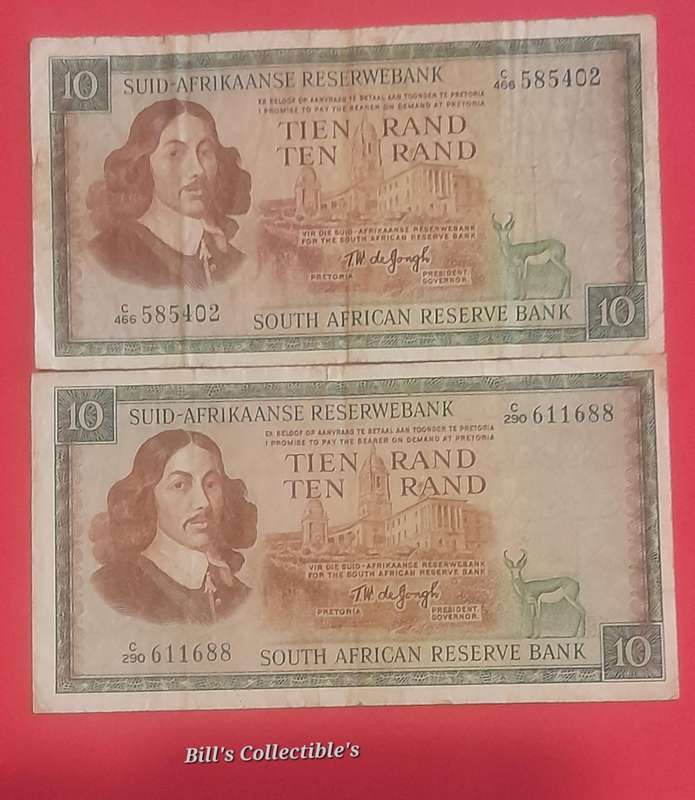 10
SUID-AFRIKAANSE RESERWEBANK
C/466 585402
EK BELOOF OP AANVRAAG TE BETAAL AAN TOONDER TE PRETORIA
I PROMISE TO PAY THE BEARER ON DEMAND AT PRETORIA
TIEN RAND
TEN RAND
VIR DIE SUID-AFRIKAANSE RESERWEBANK
FOR THE SOUTH AFRICAN RESERVE BANK
T.W. de Jongh
PRETORIA PRESIDENT.
GOVERNOR.
C/466 585402
SOUTH AFRICAN RESERVE BANK
10
10
SUID-AFRIKAANSE RESERWEBANK
C/290 611688
EK BELOOF OP AANVRAAG TE BETAAL AAN TOONDER TE PRETORIA
I PROMISE TO PAY THE BEARER ON DEMAND AT PRETORIA
TIEN RAND
TEN RAND
VIR DIE SUID-AFRIKAANSE RESERWEBANK
FOR THE SOUTH AFRICAN RESERVE BANK
T.W. de Jongh
PRETORIA PRESIDENT.
GOVERNOR.
C/290 611688
SOUTH AFRICAN RESERVE BANK
10
Bill's Collectible's